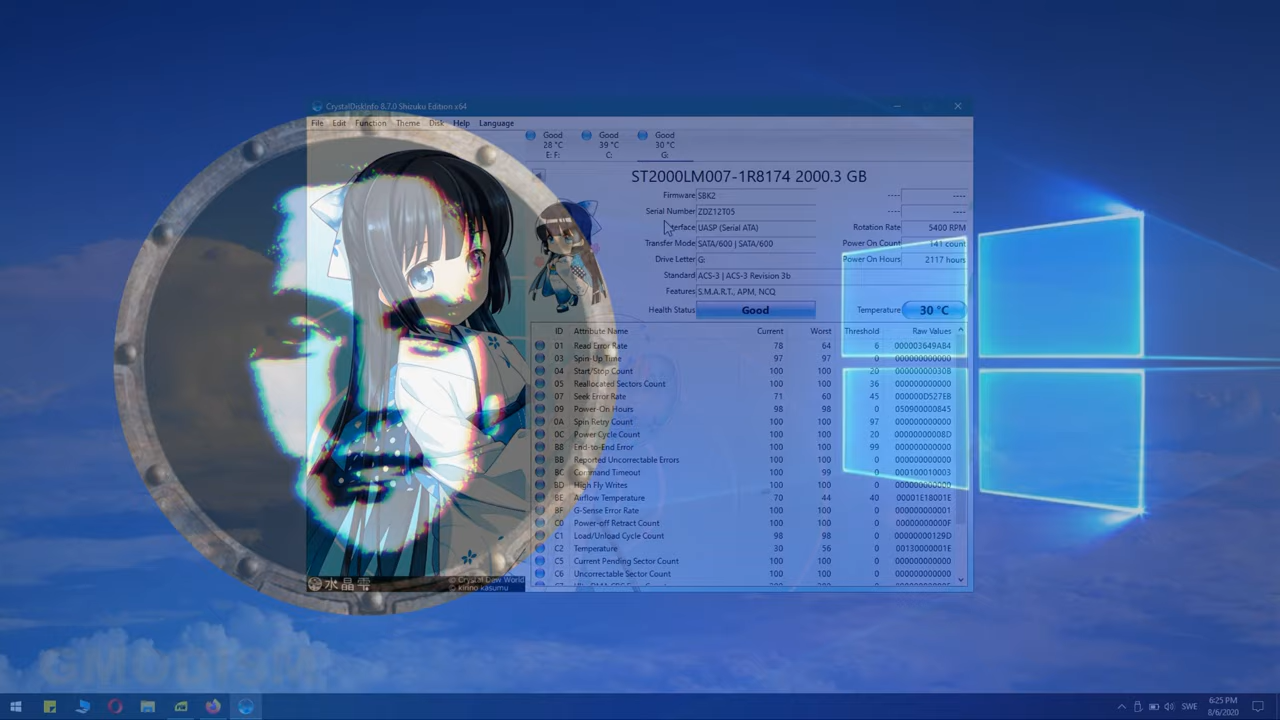 CrystalDiskInfo 8.7.0 Shizuku Edition x64
File Edit Function Theme Disk Help Language
Good Good Good
28 °C 39 °C 30 °C
E: F: C: G:
ST2000LM007-1R8174 2000.3 GB
Firmware SBK2 ---- ----
Serial Number ZDZ12T05 ---- ----
Interface UASP (Serial ATA) Rotation Rate 5400 RPM
Transfer Mode SATA/600 | SATA/600 Power On Count 141 count
Drive Letter G: Power On Hours 2117 hours
Standard ACS-3 | ACS-3 Revision 3b
Features S.M.A.R.T., APM, NCQ
Health Status Good Temperature 30 °C
ID Attribute Name Current Worst Threshold Raw Values
01 Read Error Rate 78 64 6 000003649AB4
03 Spin-Up Time 97 97 0 000000000000
04 Start/Stop Count 100 100 20 00000000030B
05 Reallocated Sectors Count 100 100 36 000000000000
07 Seek Error Rate 71 60 45 000000D527EB
09 Power-On Hours 98 98 0 050900000845
0A Spin Retry Count 100 100 97 000000000000
0C Power Cycle Count 100 100 20 00000000008D
B8 End-to-End Error 100 100 99 000000000000
BB Reported Uncorrectable Errors 100 100 0 000000000000
BC Command Timeout 100 99 0 000100010003
BD High Fly Writes 100 100 0 000000000000
BE Airflow Temperature 70 44 40 00001E18001E
BF G-Sense Error Rate 100 100 0 000000000001
C0 Power-off Retract Count 100 100 0 00000000000F
C1 Load/Unload Cycle Count 98 98 0 00000000129D
C2 Temperature 30 56 0 00130000001E
C5 Current Pending Sector Count 100 100 0 000000000000
C6 Uncorrectable Sector Count 100 100 0 000000000000
水晶雫
© Crystal Dew World
© kirino kasumu
GMODISM
SWE
6:25 PM
8/6/2020